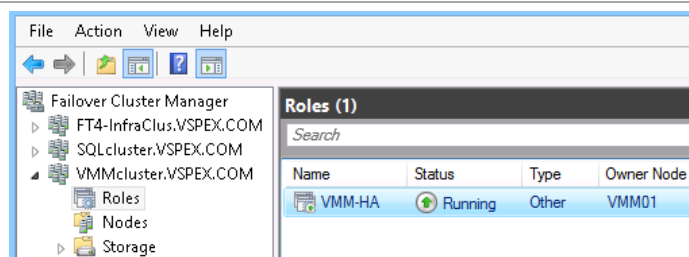 File Action View Help
Failover Cluster Manager
FT4-InfraClus.VSPEX.COM
SQLcluster.VSPEX.COM
VMMcluster.VSPEX.COM
Roles
Nodes
Storage
Roles (1)
Search
Name Status Type Owner Node
VMM-HA Running Other VMM01